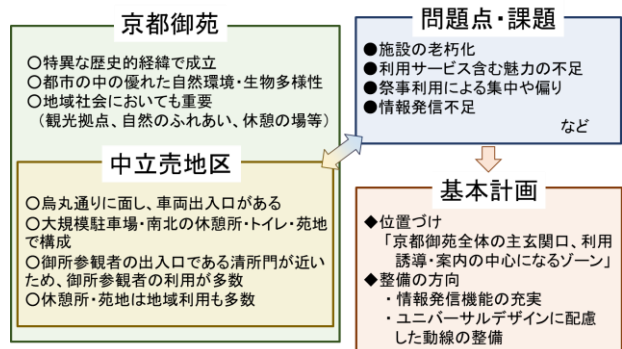 京都御苑
○特異な歴史的経緯で成立
○都市の中の優れた自然環境・生物多様性
○地域社会においても重要
（観光拠点、自然のふれあい、休憩の場等）
中立売地区
○烏丸通りに面し、車両出入口がある
○大規模駐車場・南北の休憩所・トイレ・苑地
で構成
○御所参観者の出入口である清所門が近い
ため、御所参観者の利用が多数
○休憩所・苑地は地域利用も多数
問題点・課題
●施設の老朽化
●利用サービス含む魅力の不足
●祭事利用による集中や偏り
●情報発信不足
など
基本計画
◆位置づけ
「京都御苑全体の主玄関口、利用
誘導・案内の中心になるゾーン」
◆整備の方向
・情報発信機能の充実
・ユニバーサルデザインに配慮
した動線の整備